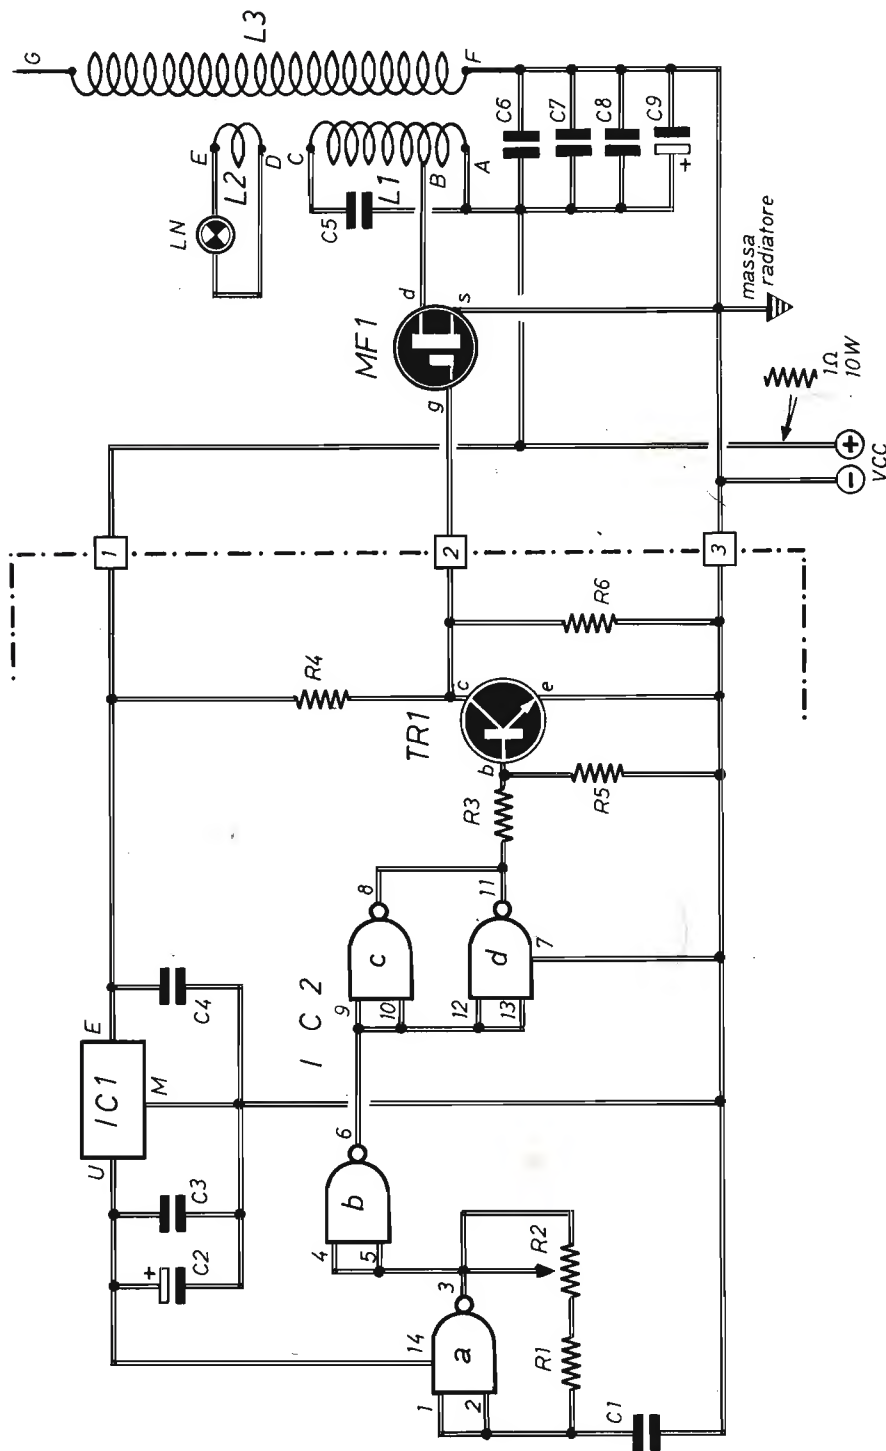 G
L3
F
E
D
L2
LN
C
L1
B
A
C5
C6
C7
C8
C9
+
d
s
g
MF1
massa
radiatore
1Ω
10W
+
−
VCC
1
2
3
R4
R6
c
e
b
TR1
R3
R5
8
11
c
d
7
9
10
12
13
IC2
E
C4
IC1
M
U
C3
+
C2
6
b
4
5
3
R2
14
a
R1
1
2
C1